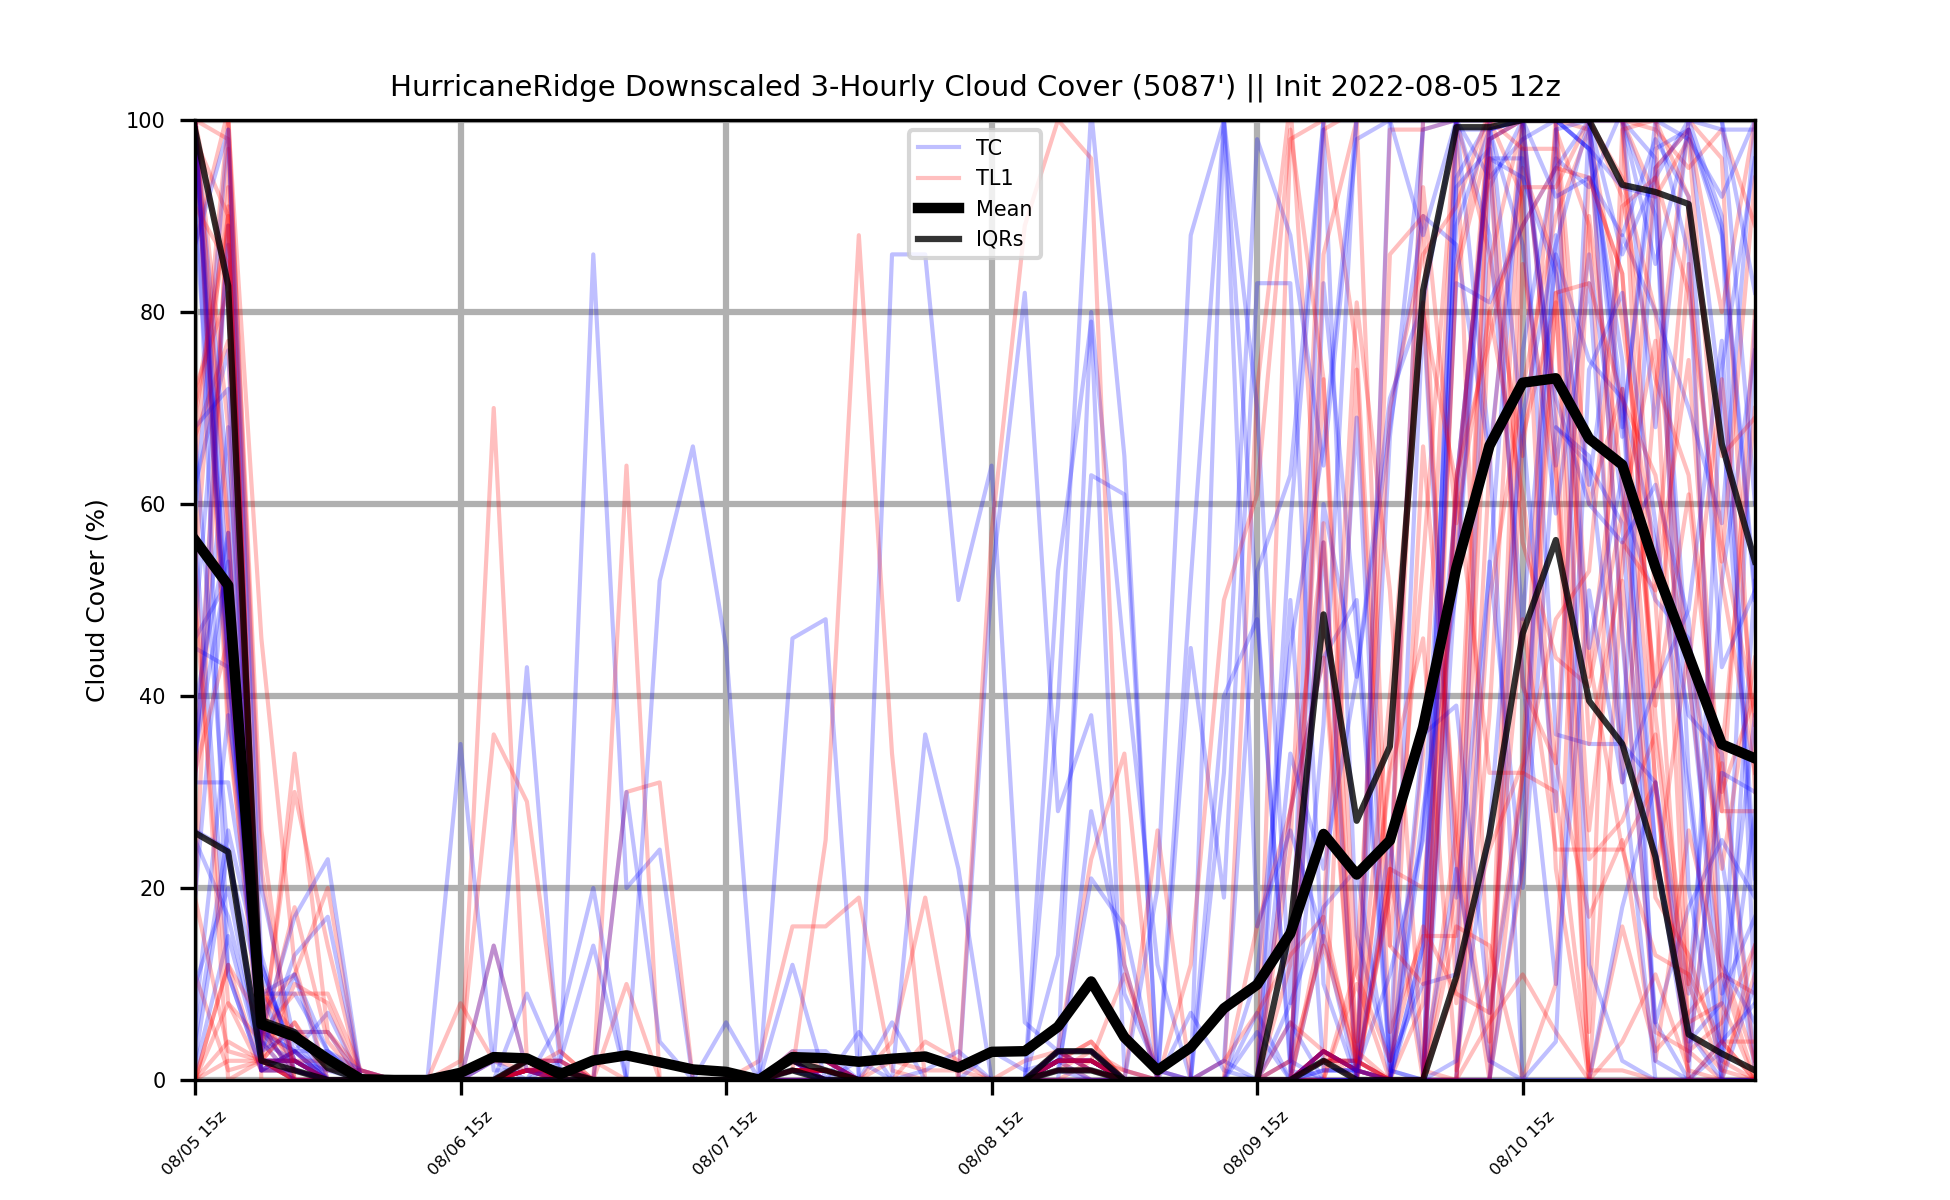 HurricaneRidge Downscaled 3-Hourly Cloud Cover (5087') || Init 2022-08-05 12z
TC
TL1
Mean
IQRs
Cloud Cover (%)
100
80
60
40
20
0
08/05 15z
08/06 15z
08/07 15z
08/08 15z
08/09 15z
08/10 15z